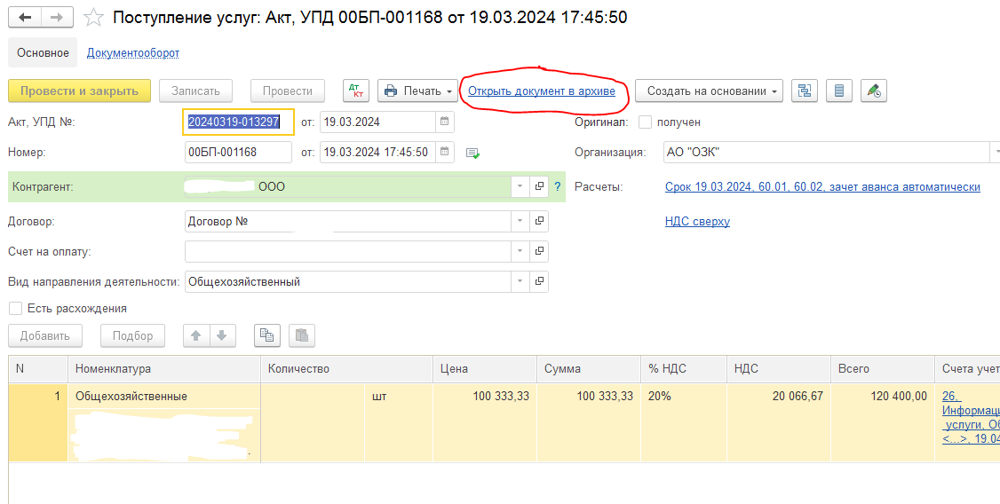 Поступление услуг: Акт, УПД 00БП-001168 от 19.03.2024 17:45:50
Основное Документооборот
Провести и закрыть Записать Провести Дт Кт Печать Открыть документ в архиве Создать на основании
Акт, УПД №: 20240319-013297 от: 19.03.2024 Оригинал: получен
Номер: 00БП-001168 от: 19.03.2024 17:45:50 Организация: АО "ОЗК"
Контрагент: ООО ? Расчеты: Срок 19.03.2024, 60.01, 60.02, зачет аванса автоматически
Договор: Договор № НДС сверху
Счет на оплату:
Вид направления деятельности: Общехозяйственный
Есть расхождения
Добавить Подбор
N Номенклатура Количество Цена Сумма % НДС НДС Всего Счета учет
1 Общехозяйственные шт 100 333,33 100 333,33 20% 20 066,67 120 400,00 26,
Информаци
услуги, Об
<...>, 19.04